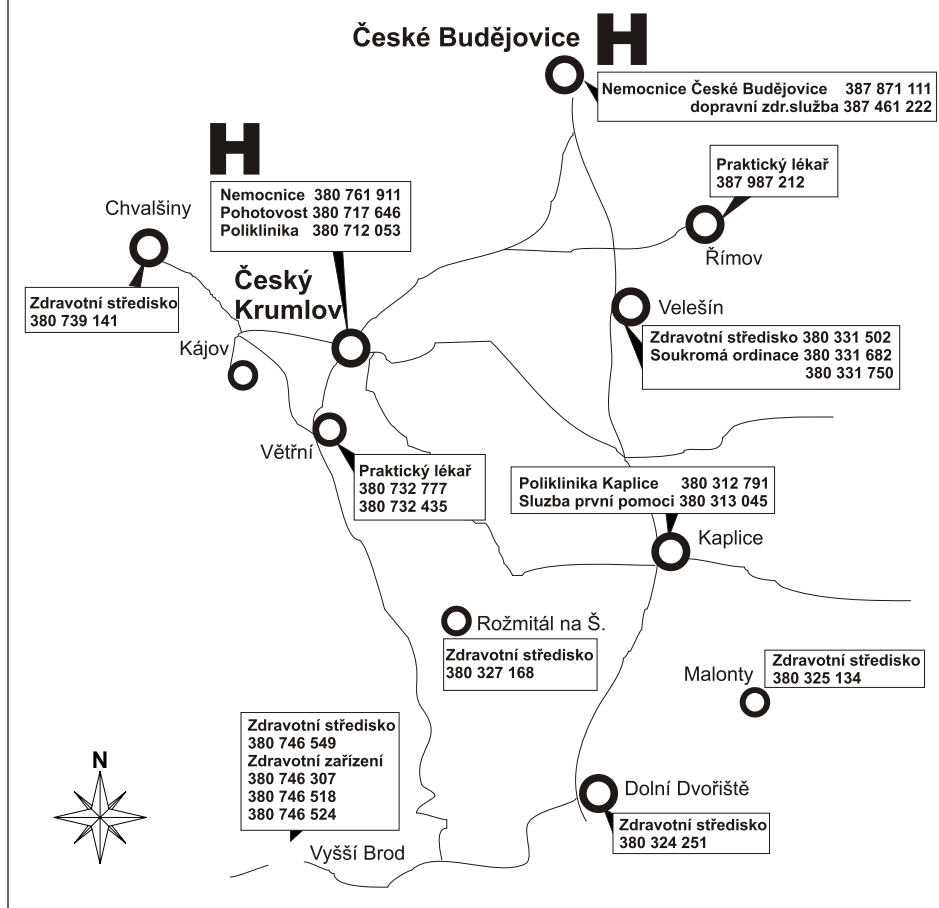 České Budějovice H
Nemocnice České Budějovice 387 871 111
dopravní zdr.služba 387 461 222
H
Nemocnice 380 761 911
Pohotovost 380 717 646
Poliklinika 380 712 053
Praktický lékař
387 987 212
Chvalšiny
Římov
Český
Krumlov
Zdravotní středisko
380 739 141
Velešín
Zdravotní středisko 380 331 502
Soukromá ordinace 380 331 682
380 331 750
Kájov
Větřní
Praktický lékař
380 732 777
380 732 435
Poliklinika Kaplice 380 312 791
Sluzba první pomoci 380 313 045
Kaplice
Rožmitál na Š.
Zdravotní středisko
380 327 168
Malonty
Zdravotní středisko
380 325 134
Zdravotní středisko
380 746 549
Zdravotní zařízení
380 746 307
380 746 518
380 746 524
N
Dolní Dvořiště
Zdravotní středisko
380 324 251
Vyšší Brod